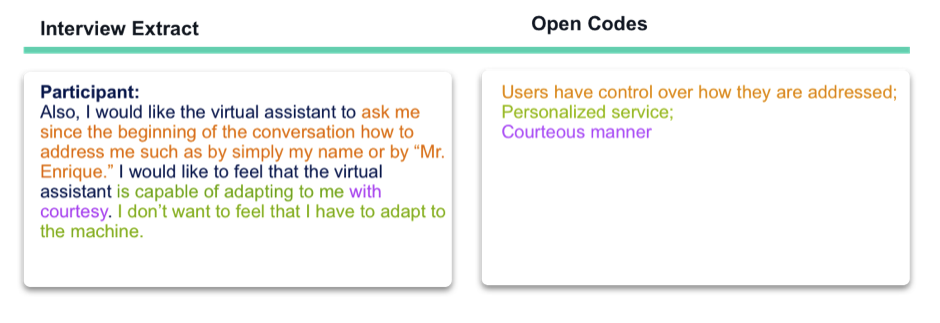 Interview Extract
Open Codes
Participant:
Also, I would like the virtual assistant to ask me
since the beginning of the conversation how to
address me such as by simply my name or by “Mr.
Enrique.” I would like to feel that the virtual
assistant is capable of adapting to me with
courtesy. I don’t want to feel that I have to adapt to
the machine.
Users have control over how they are addressed;
Personalized service;
Courteous manner